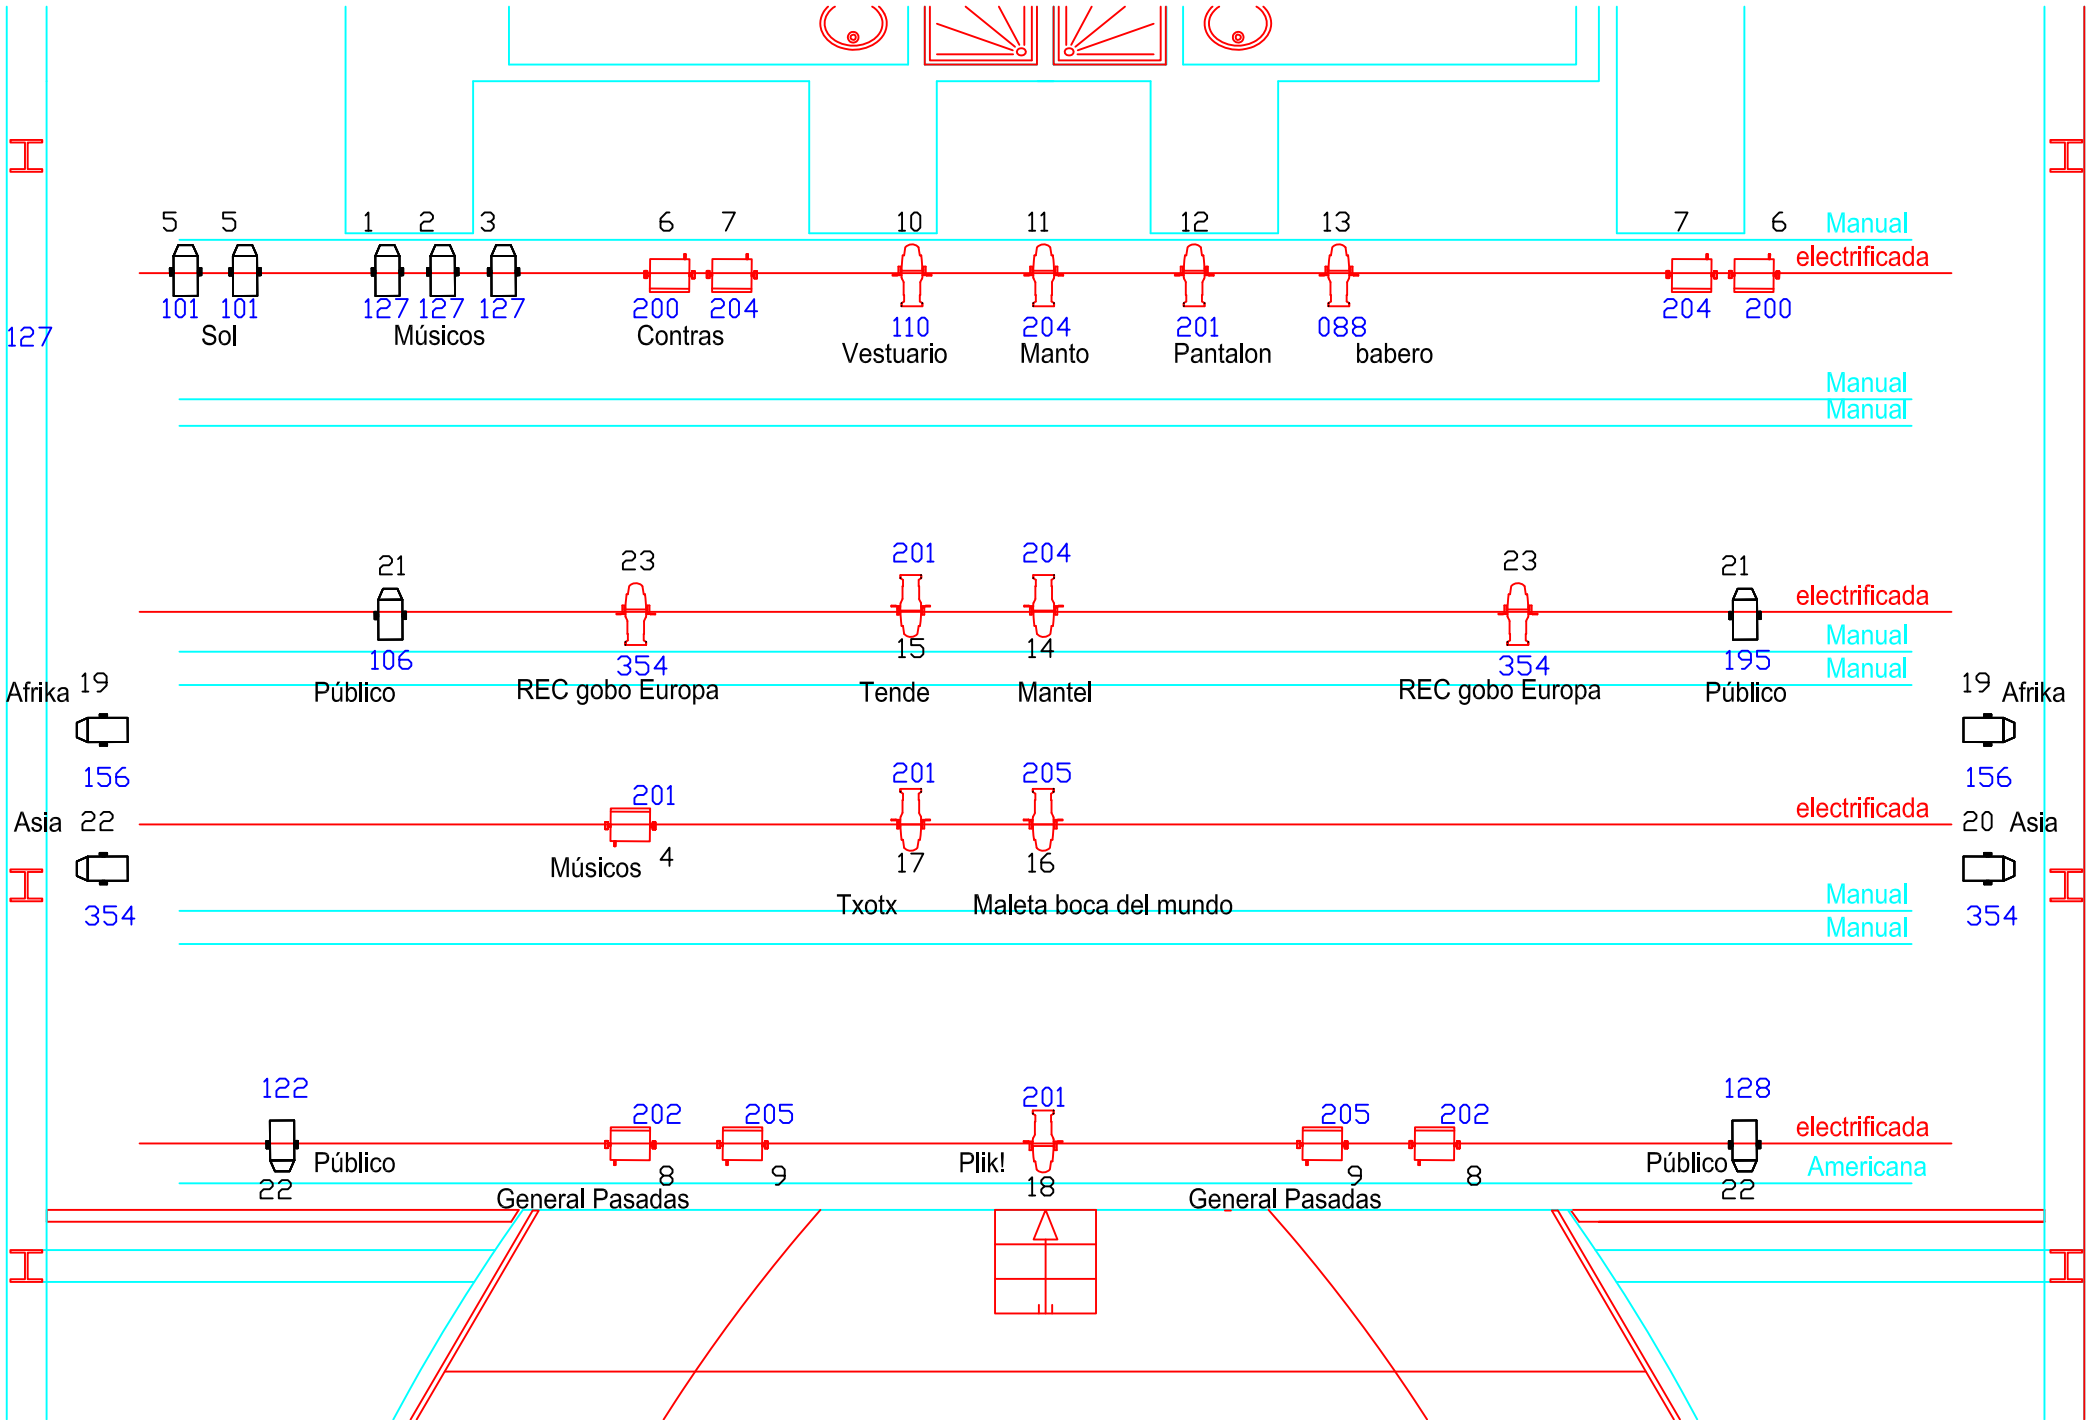 5 5 1 2 3 6 7 10 11 12 13 7 6 Manual
electrificada
101 101 127 127 127 200 204 110 204 201 088 204 200
127 Sol Músicos Contras
Vestuario Manto Pantalon babero
Manual
Manual
21 23 201 204 23 21
electrificada
15 14 Manual
106 354 354 195 Manual
Afrika 19 Público REC gobo Europa Tende Mantel REC gobo Europa Público 19 Afrika
156 201 201 205 156
Asia 22 electrificada 20 Asia
Músicos 4 17 16
354 Txotx Maleta boca del mundo Manual 354
Manual
122 202 205 201 205 202 128
electrificada
Público 8 9 Plik! 9 8 Público Americana
22 General Pasadas 18 General Pasadas 22